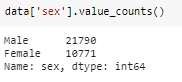 data['sex'].value_counts()
Male 21790
Female 10771
Name: sex, dtype: int64